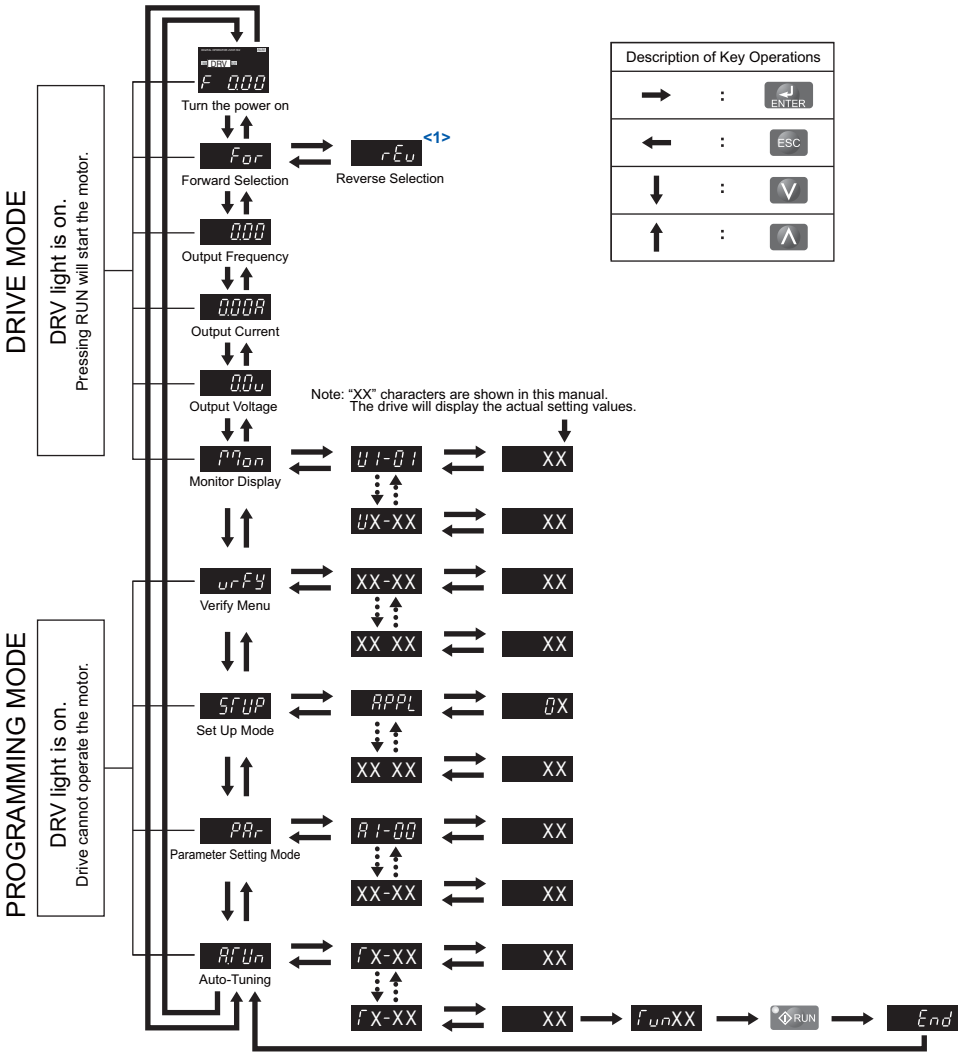 DRIVE MODE
DRV light is on.
Pressing RUN will start the motor.
DRV
F 0.00
Turn the power on
For
rEv
<1>
Forward Selection
Reverse Selection
0.00
Output Frequency
0.00A
Output Current
0.0v
Output Voltage
Mon
Monitor Display
U1-01
XX
UX-XX
XX
Description of Key Operations
→ : ENTER
← : ESC
↓ : V
↑ : Λ
Note: “XX” characters are shown in this manual.
The drive will display the actual setting values.
PROGRAMMING MODE
DRV light is on.
Drive cannot operate the motor.
vrFY
XX-XX
XX
Verify Menu
XX XX
XX
STUP
APPL
0X
Set Up Mode
XX XX
XX
PAr
A1-00
XX
Parameter Setting Mode
XX-XX
XX
A.TUn
TX-XX
XX
Auto-Tuning
TX-XX
XX
TunXX
RUN
End